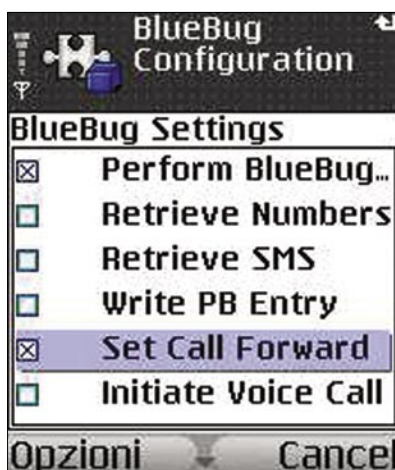 BlueBug
Configuration
BlueBug Settings
Perform BlueBug...
Retrieve Numbers
Retrieve SMS
Write PB Entry
Set Call Forward
Initiate Voice Call
Opzioni Cancel